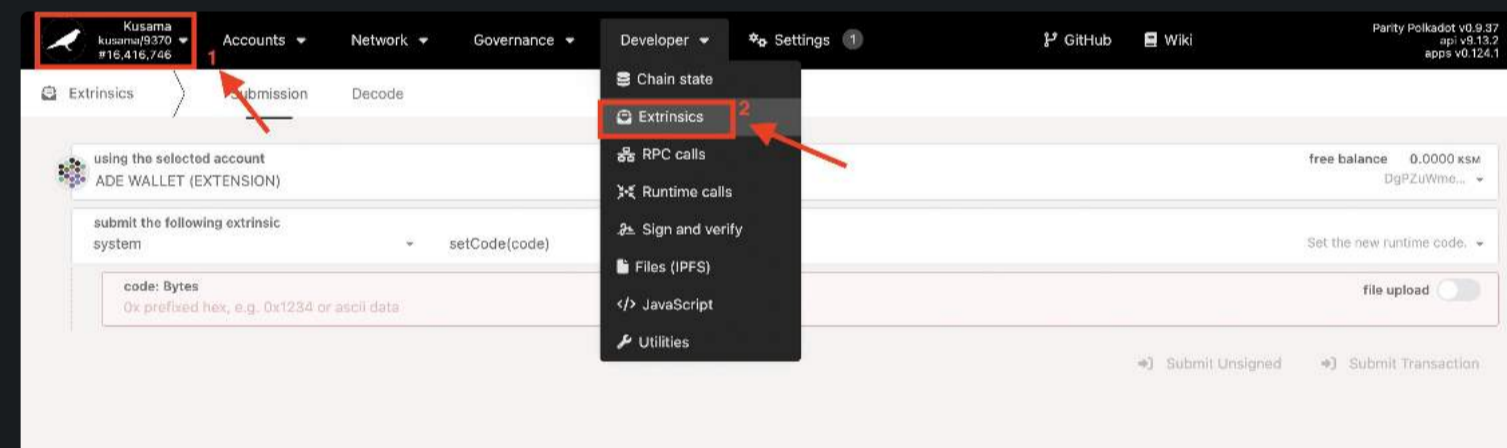 Kusama
kusama/9370
#16,416,746
1
Accounts
Network
Governance
Developer
Settings 1
GitHub
Wiki
Parity Polkadot v0.9.37
api v9.13.2
apps v0.124.1
Extrinsics
Submission
Decode
Chain state
Extrinsics
2
RPC calls
Runtime calls
Sign and verify
Files (IPFS)
</> JavaScript
Utilities
using the selected account
ADE WALLET (EXTENSION)
free balance 0.0000 KSM
DgPZuWme...
submit the following extrinsic
system
setCode(code)
Set the new runtime code.
code: Bytes
0x prefixed hex, e.g. 0x1234 or ascii data
file upload
Submit Unsigned
Submit Transaction